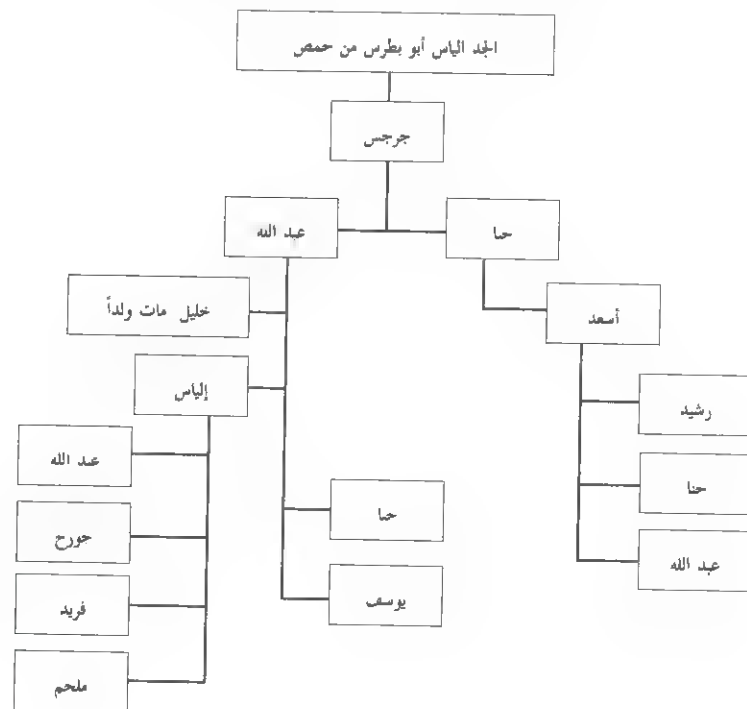 الجد الياس أبو بطرس من حمص
جرجس
حنا
عبد الله
أسعد
خليل مات ولداً
إلياس
رشيد
عبد الله
حنا
حنا
جورج
عبد الله
يوسف
فريد
ملحم